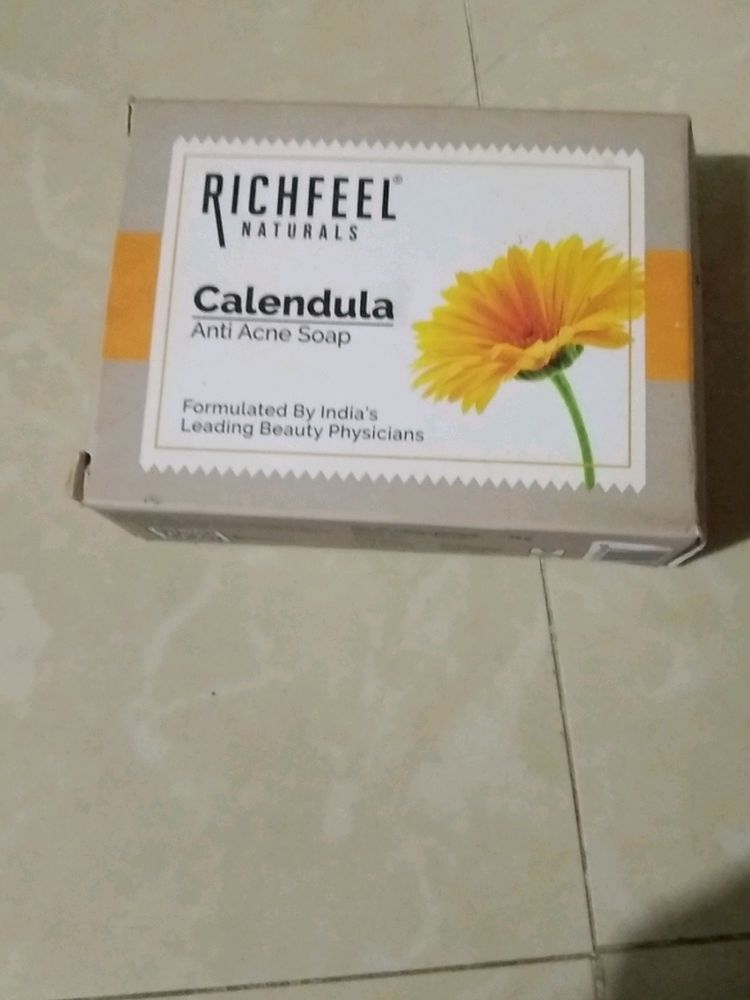 RICHFEEL®
NATURALS
Calendula
Anti Acne Soap
Formulated By India's
Leading Beauty Physicians